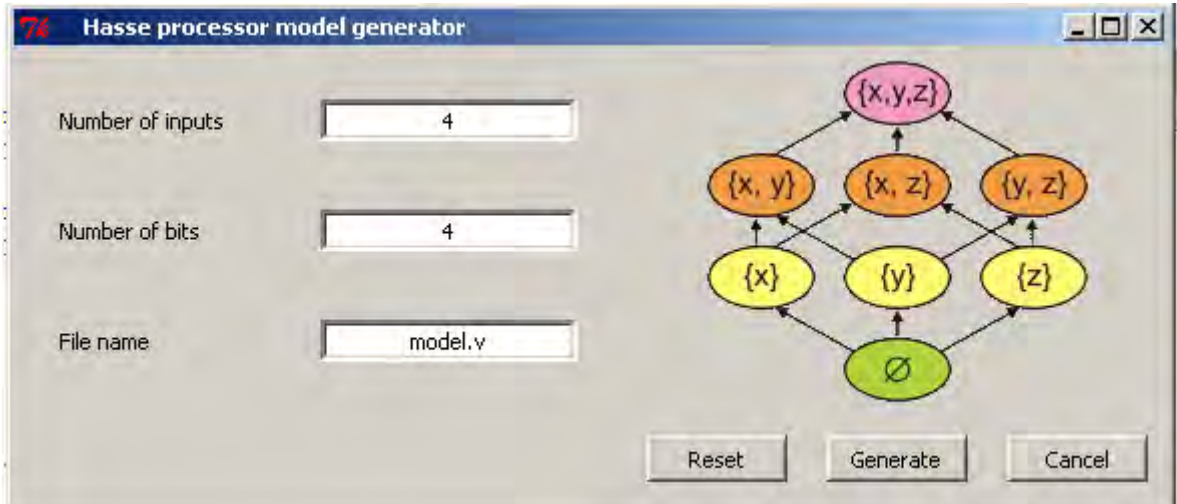 Hasse processor model generator
Number of inputs 4
Number of bits 4
File name model.v
{x,y,z}
{x, y} {x, z} {y, z}
{x} {y} {z}
∅
Reset Generate Cancel